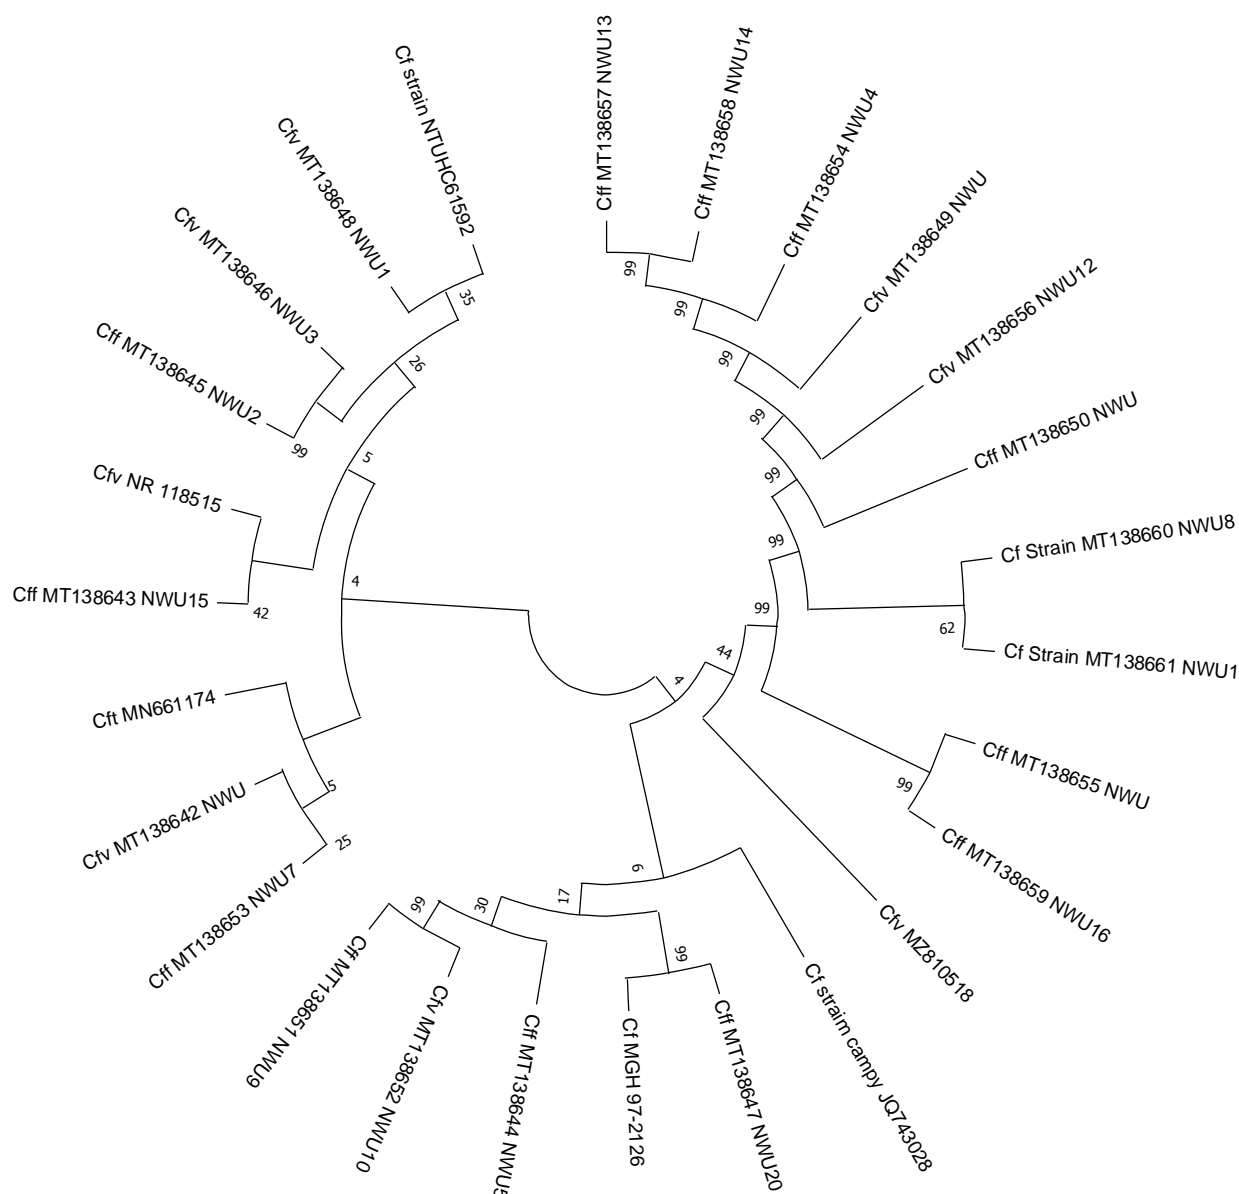 Cff MT138657 NWU13
Cff MT138658 NWU14
Cff MT138654 NWU4
Cfv MT138649 NWU
Cfv MT138656 NWU12
Cff MT138650 NWU
Cf Strain MT138660 NWU8
Cf Strain MT138661 NWU1
Cff MT138655 NWU
Cff MT138659 NWU16
Cfv MZ810518
Cf straim campy JQ743028
Cff MT138647 NWU20
Cf MGH 97-2126
Cff MT138644 NWU5
Cfv MT138652 NWU10
Cff MT138651 NWU9
Cff MT138653 NWU7
Cfv MT138642 NWU
Cft MN661174
Cff MT138643 NWU15
Cfv NR 118515
Cff MT138645 NWU2
Cfv MT138646 NWU3
Cfv MT138648 NWU1
Cf strain NTUHC61592
99
99
99
99
99
99
62
99
99
44
4
6
17
99
30
99
25
5
4
42
5
99
26
35